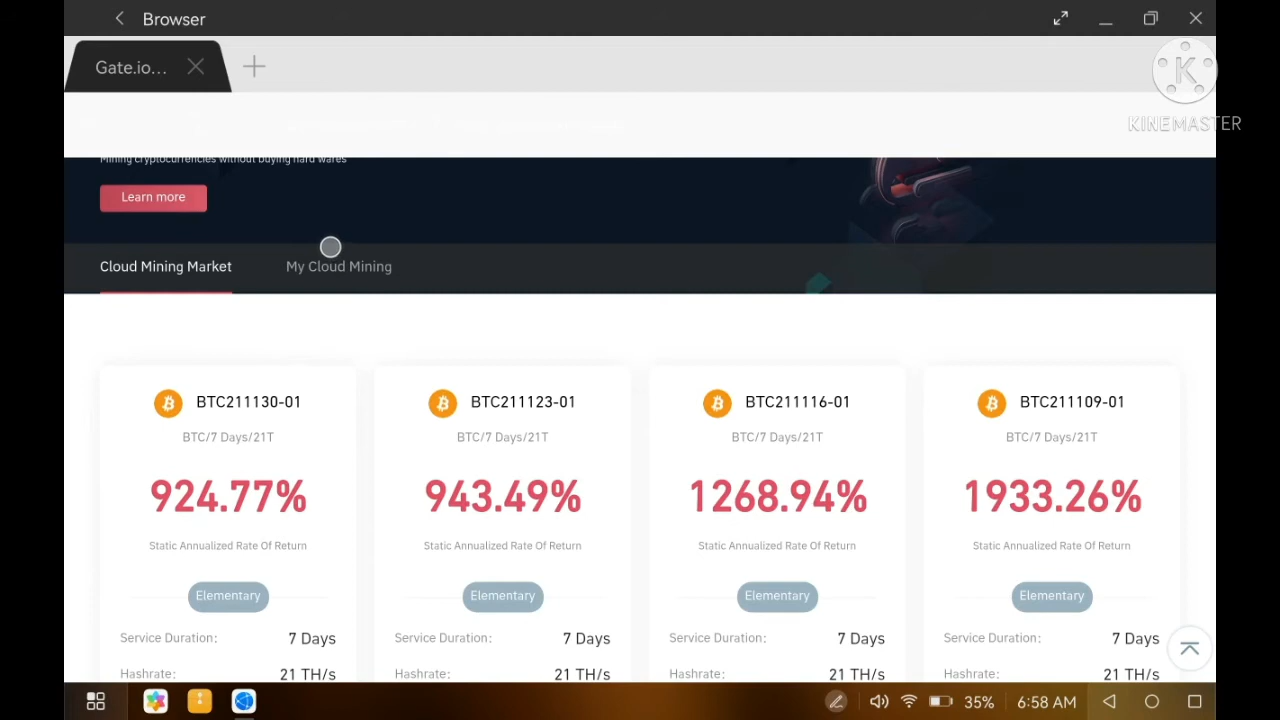 Browser
Gate.io...
KINEMASTER
Mining cryptocurrencies without buying hard wares
Learn more
Cloud Mining Market
My Cloud Mining
BTC211130-01
BTC/7 Days/21T
924.77%
Static Annualized Rate Of Return
Elementary
Service Duration: 7 Days
Hashrate: 21 TH/s
BTC211123-01
BTC/7 Days/21T
943.49%
Static Annualized Rate Of Return
Elementary
Service Duration: 7 Days
Hashrate: 21 TH/s
BTC211116-01
BTC/7 Days/21T
1268.94%
Static Annualized Rate Of Return
Elementary
Service Duration: 7 Days
Hashrate: 21 TH/s
BTC211109-01
BTC/7 Days/21T
1933.26%
Static Annualized Rate Of Return
Elementary
Service Duration: 7 Days
Hashrate: 21 TH/s
35% 6:58 AM